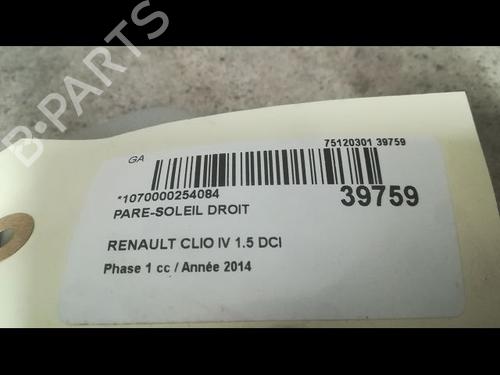 B-PARTS
GA
75120301 39759
*1070000254084
39759
PARE-SOLEIL DROIT
RENAULT CLIO IV 1.5 DCI
Phase 1 cc / Année 2014